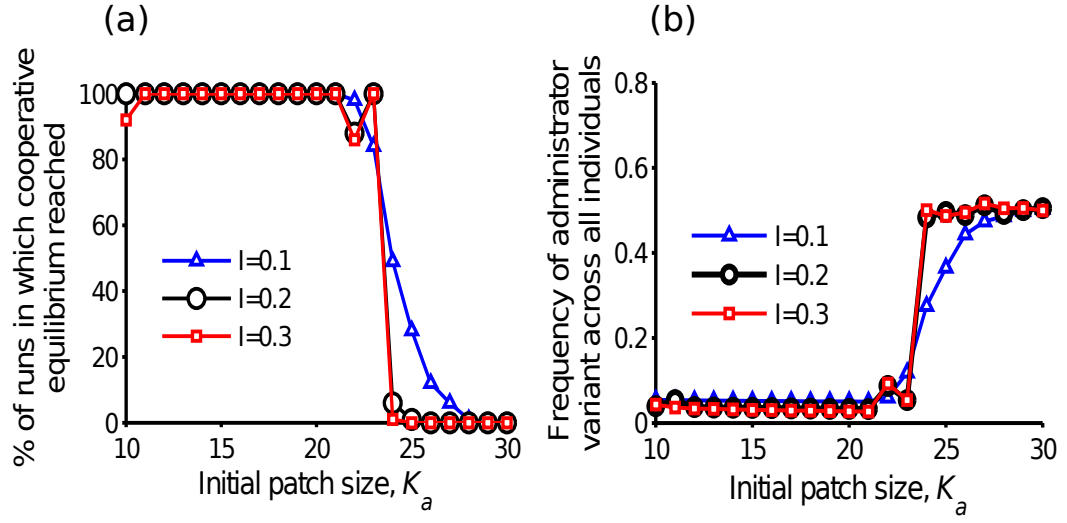 (a)
% of runs in which cooperative
equilibrium reached
100
80
60
40
20
0
l=0.1
l=0.2
l=0.3
10
15
20
25
30
Initial patch size, K_a
(b)
Frequency of administrator
variant across all individuals
0.8
0.6
0.4
0.2
0
l=0.1
l=0.2
l=0.3
10
15
20
25
30
Initial patch size, K_a